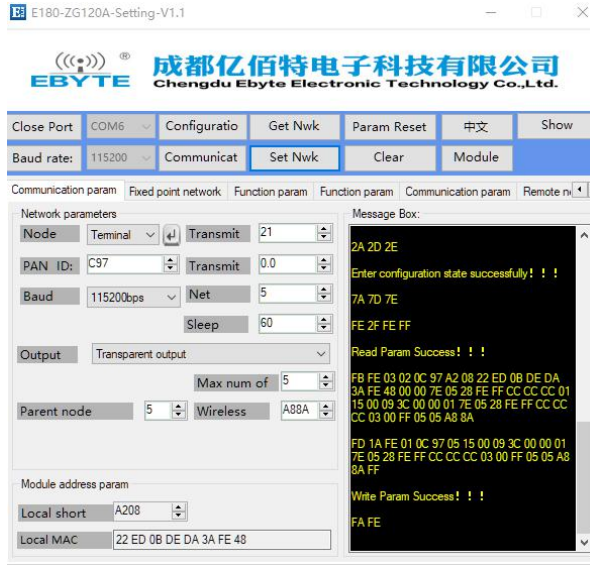 E180-ZG120A-Setting-V1.1
EBYTE ®
成都亿佰特电子科技有限公司
Chengdu Ebyte Electronic Technology Co.,Ltd.
Close Port COM6 Configuratio Get Nwk Param Reset 中文 Show
Baud rate: 115200 Communicat Set Nwk Clear Module
Communication param Fixed point network Function param Function param Communication param Remote n
Network parameters
Node Terminal Transmit 21
PAN ID: C97 Transmit 0.0
Baud 115200bps Net 5
Sleep 60
Output Transparent output
Max num of 5
Parent node 5 Wireless A88A
Module address param
Local short A208
Local MAC 22 ED 0B DE DA 3A FE 48
Message Box:
2A 2D 2E
Enter configuration state successfully! ! !
7A 7D 7E
FE 2F FE FF
Read Param Success! ! !
FB FE 03 02 0C 97 A2 08 22 ED 0B DE DA
3A FE 48 00 00 7E 05 28 FE FF CC CC CC 01
15 00 09 3C 00 00 01 7E 05 28 FE FF CC CC
CC 03 00 FF 05 05 A8 8A
FD 1A FE 01 0C 97 05 15 00 09 3C 00 00 01
7E 05 28 FE FF CC CC CC 03 00 FF 05 05 A8
8A FF
Write Param Success! ! !
FA FE